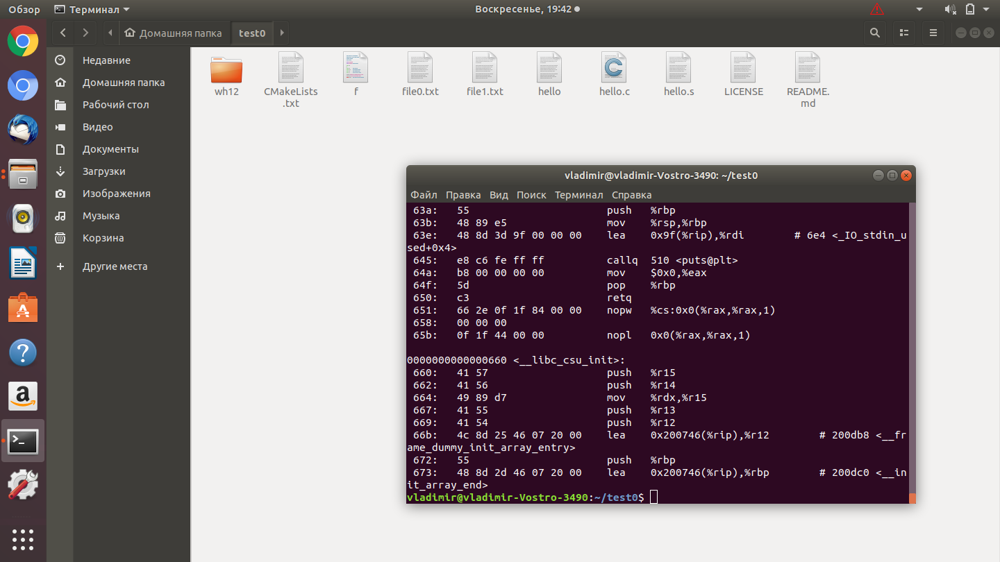 Обзор Терминал Воскресенье, 19:42
Домашняя папка test0
Недавние
Домашняя папка
Рабочий стол
Видео
Документы
Загрузки
Изображения
Музыка
Корзина
Другие места
wh12 CMakeLists.txt f file0.txt file1.txt hello hello.c hello.s LICENSE README.md
vladimir@vladimir-Vostro-3490: ~/test0
Файл Правка Вид Поиск Терминал Справка
63a: 55 push %rbp
63b: 48 89 e5 mov %rsp,%rbp
63e: 48 8d 3d 9f 00 00 00 lea 0x9f(%rip),%rdi # 6e4 <_IO_stdin_u
sed+0x4>
645: e8 c6 fe ff ff callq 510 <puts@plt>
64a: b8 00 00 00 00 mov $0x0,%eax
64f: 5d pop %rbp
650: c3 retq
651: 66 2e 0f 1f 84 00 00 nopw %cs:0x0(%rax,%rax,1)
658: 00 00 00
65b: 0f 1f 44 00 00 nopl 0x0(%rax,%rax,1)
0000000000000660 <__libc_csu_init>:
660: 41 57 push %r15
662: 41 56 push %r14
664: 49 89 d7 mov %rdx,%r15
667: 41 55 push %r13
669: 41 54 push %r12
66b: 4c 8d 25 46 07 20 00 lea 0x200746(%rip),%r12 # 200db8 <__fr
ame_dummy_init_array_entry>
672: 55 push %rbp
673: 48 8d 2d 46 07 20 00 lea 0x200746(%rip),%rbp # 200dc0 <__in
it_array_end>
vladimir@vladimir-Vostro-3490:~/test0$